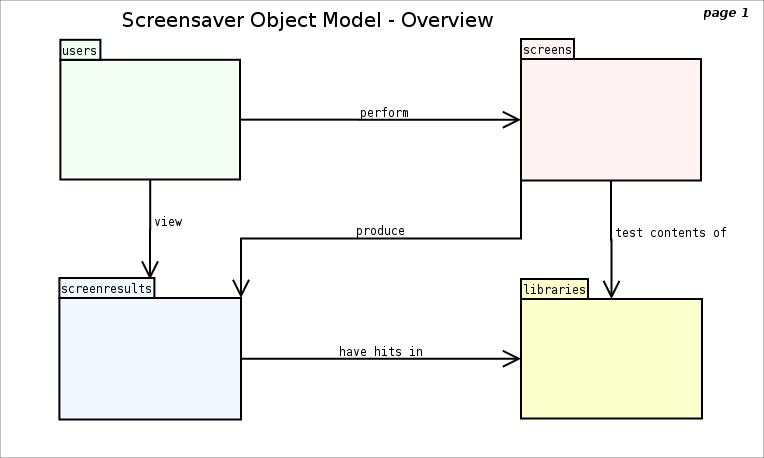 Screensaver Object Model - Overview
page 1
users
screens
perform
view
produce
test contents of
screenresults
libraries
have hits in